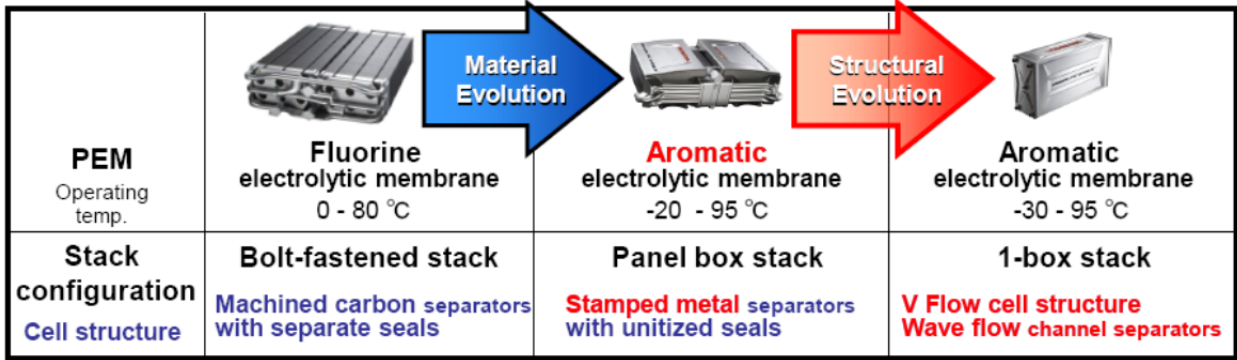 Material
Evolution
Structural
Evolution
PEM
Operating
temp.
Fluorine
electrolytic membrane
0 - 80 ℃
Aromatic
electrolytic membrane
-20 - 95 ℃
Aromatic
electrolytic membrane
-30 - 95 ℃
Stack
configuration
Cell structure
Bolt-fastened stack
Machined carbon separators
with separate seals
Panel box stack
Stamped metal separators
with unitized seals
1-box stack
V Flow cell structure
Wave flow channel separators